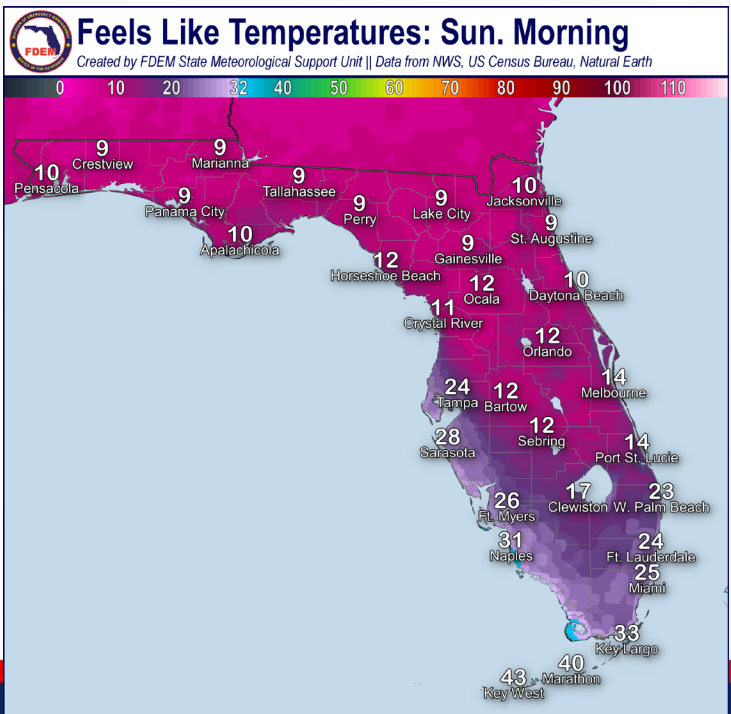 Feels Like Temperatures: Sun. Morning
Created by FDEM State Meteorological Support Unit || Data from NWS, US Census Bureau, Natural Earth
FDEM
0 10 20 32 40 50 60 70 80 90 100 110
9
Crestview
9
Marianna
10
Pensacola
9
Tallahassee
10
Jacksonville
9
Panama City
9
Perry
9
Lake City
9
St. Augustine
10
Apalachicola
9
Gainesville
12
Horseshoe Beach
12
Ocala
10
Daytona Beach
11
Crystal River
12
Orlando
24
Tampa
12
Bartow
14
Melbourne
28
Sarasota
12
Sebring
14
Port St. Lucie
26
Ft. Myers
17
Clewiston
23
W. Palm Beach
31
Naples
24
Ft. Lauderdale
25
Miami
33
Key Largo
40
Marathon
43
Key West